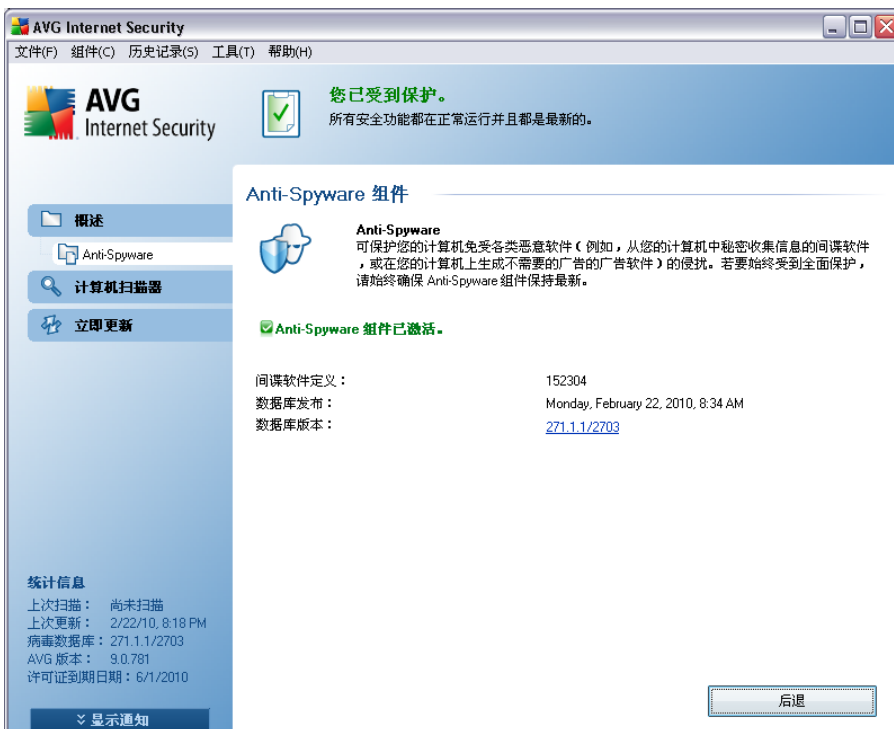 AVG Internet Security
文件(F) 组件(C) 历史记录(S) 工具(T) 帮助(H)
AVG
Internet Security
您已受到保护。
所有安全功能都在正常运行并且都是最新的。
概述
Anti-Spyware
计算机扫描器
立即更新
Anti-Spyware 组件
Anti-Spyware
可保护您的计算机免受各类恶意软件（例如，从您的计算机中秘密收集信息的间谍软件
，或在您的计算机上生成不需要的广告的广告软件）的侵扰。若要始终受到全面保护，
请始终确保 Anti-Spyware 组件保持最新。
Anti-Spyware 组件已激活。
间谍软件定义： 152304
数据库发布： Monday, February 22, 2010, 8:34 AM
数据库版本： 271.1.1/2703
统计信息
上次扫描： 尚未扫描
上次更新： 2/22/10, 8:18 PM
病毒数据库：271.1.1/2703
AVG 版本： 9.0.781
许可证到期日期：6/1/2010
显示通知
后退